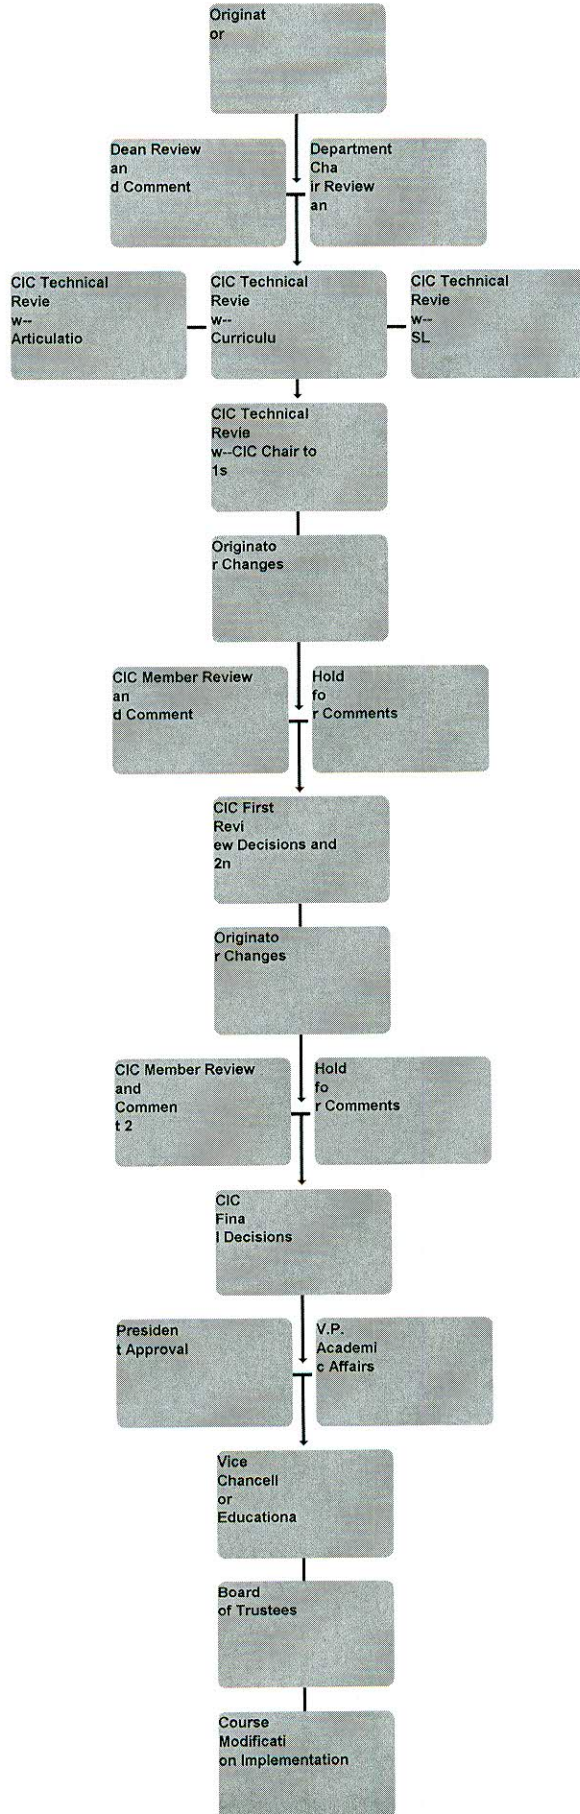 Originat
or
Dean Review
an
d Comment
Department
Cha
ir Review
an
CIC Technical
Revie
w--
Articulatio
CIC Technical
Revie
w--
Curriculu
CIC Technical
Revie
w--
SL
CIC Technical
Revie
w--CIC Chair to
1s
Originato
r Changes
CIC Member Review
an
d Comment
Hold
fo
r Comments
CIC First
Revi
ew Decisions and
2n
Originato
r Changes
CIC Member Review
and
Commen
t 2
Hold
fo
r Comments
CIC
Fina
l Decisions
Presiden
t Approval
V.P.
Academi
c Affairs
Vice
Chancell
or
Educationa
Board
of Trustees
Course
Modificati
on Implementation